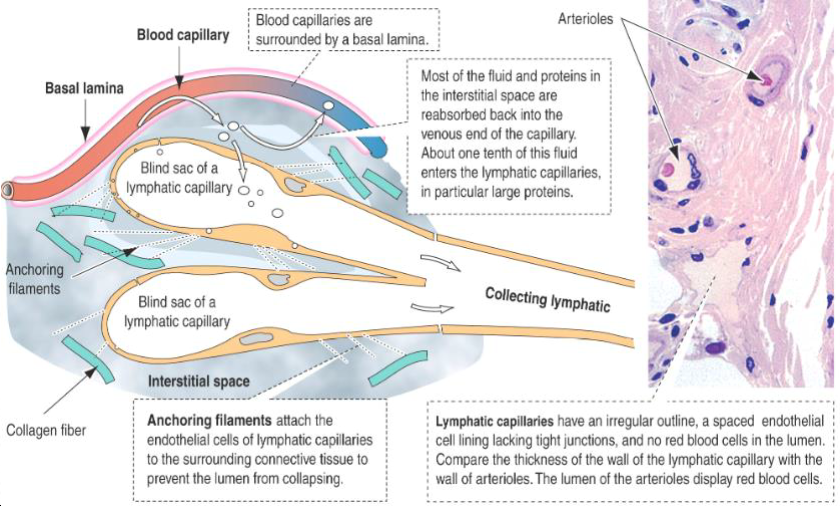 Blood capillaries are
surrounded by a basal lamina.
Arterioles
Blood capillary
Basal lamina
Most of the fluid and proteins in
the interstitial space are
reabsorbed back into the
venous end of the capillary.
About one tenth of this fluid
enters the lymphatic capillaries,
in particular large proteins.
Blind sac of a
lymphatic capillary
Anchoring
filaments
Blind sac of a
lymphatic capillary
Collecting lymphatic
Interstitial space
Collagen fiber
Anchoring filaments attach the
endothelial cells of lymphatic capillaries
to the surrounding connective tissue to
prevent the lumen from collapsing.
Lymphatic capillaries have an irregular outline, a spaced endothelial
cell lining lacking tight junctions, and no red blood cells in the lumen.
Compare the thickness of the wall of the lymphatic capillary with the
wall of arterioles. The lumen of the arterioles display red blood cells.